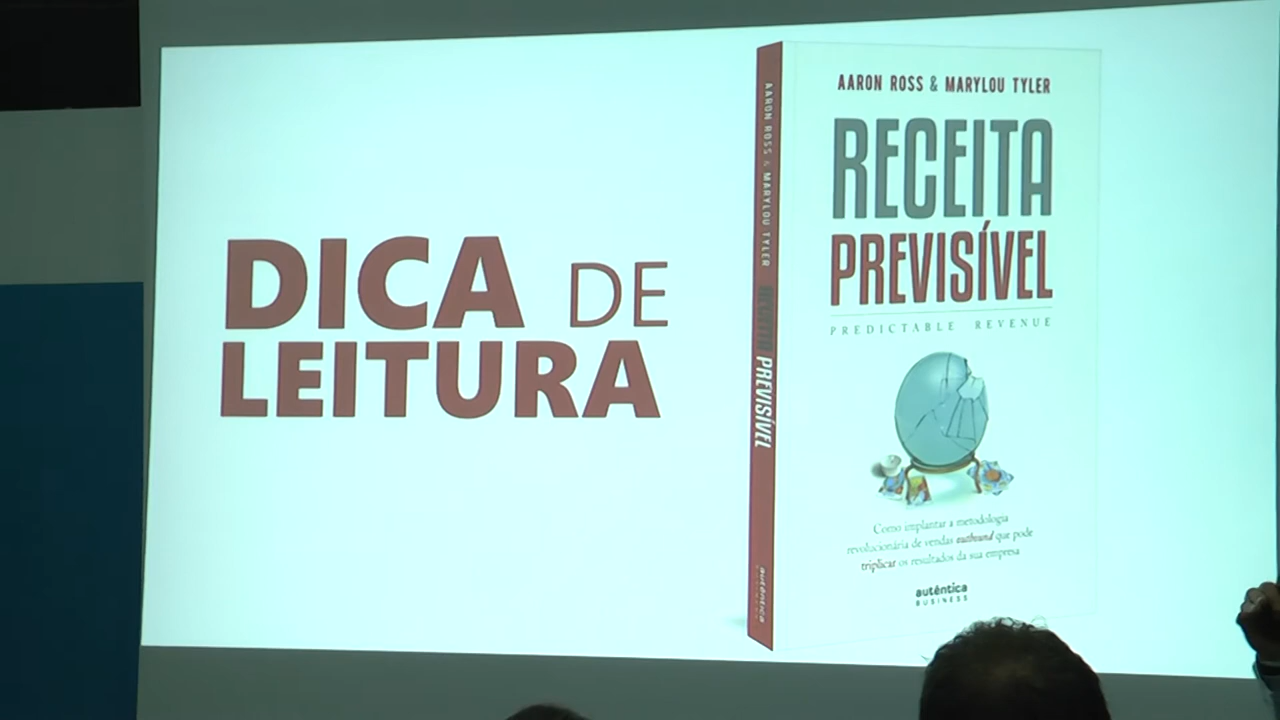 DICA DE
LEITURA
AARON ROSS & MARYLOU TYLER
RECEITA
PREVISÍVEL
PREDICTABLE REVENUE
Como implantar a metodologia
revolucionária de vendas outbound que pode
triplicar os resultados da sua empresa
autêntica
BUSINESS
AARON ROSS & MARYLOU TYLER
RECEITA PREVISÍVEL
autêntica